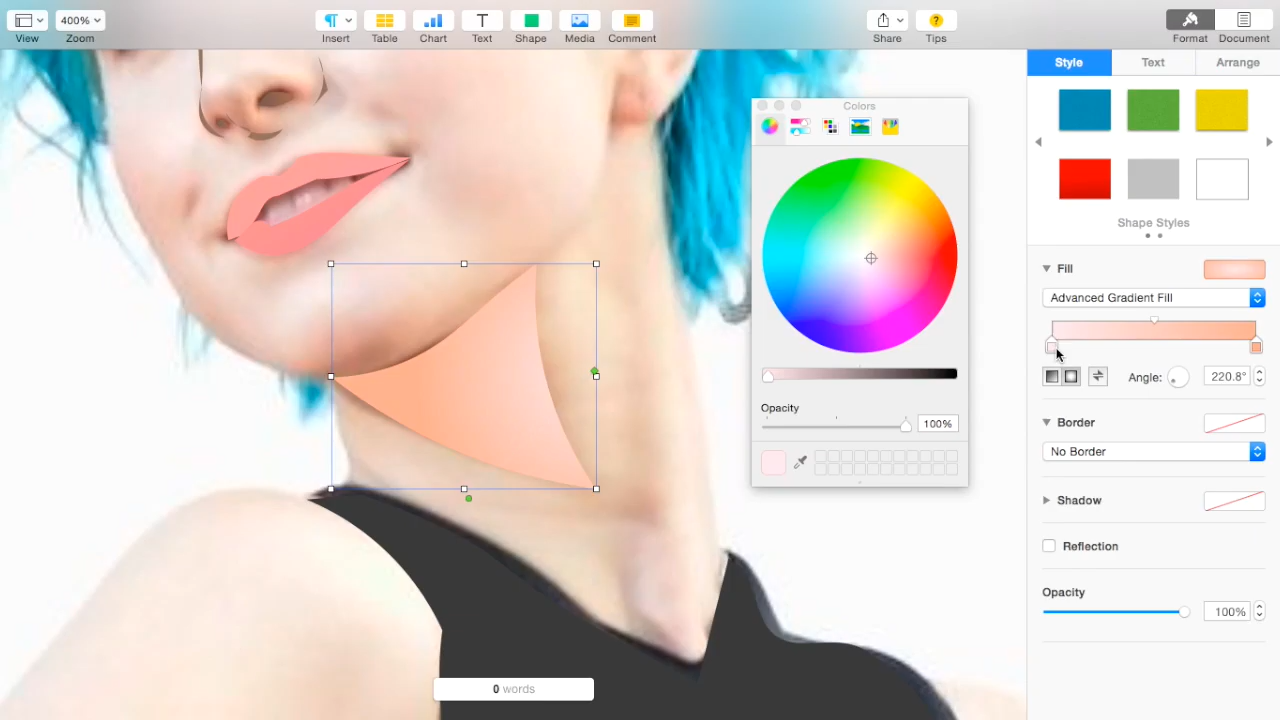 400%
View
Zoom
Insert
Table
Chart
T
Text
Shape
Media
Comment
Share
?
Tips
Format
Document
Style
Text
Arrange
Colors
Shape Styles
Fill
Advanced Gradient Fill
Angle:
220.8°
Opacity
100%
Border
No Border
Shadow
Reflection
Opacity
100%
0 words